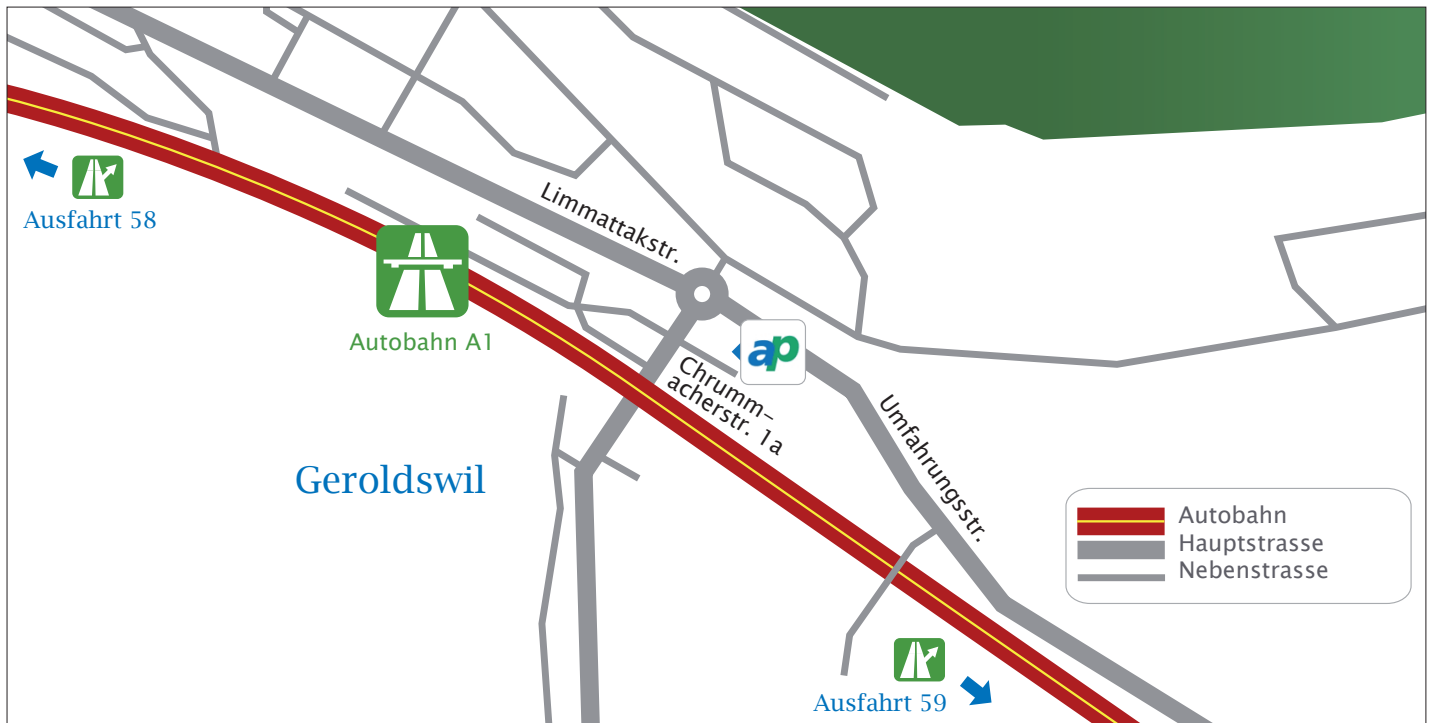 Ausfahrt 58
Limmattakstr.
Autobahn A1
ap
Chrumm-
acherstr. 1a
Umfahrungsstr.
Geroldswil
Autobahn
Hauptstrasse
Nebenstrasse
Ausfahrt 59